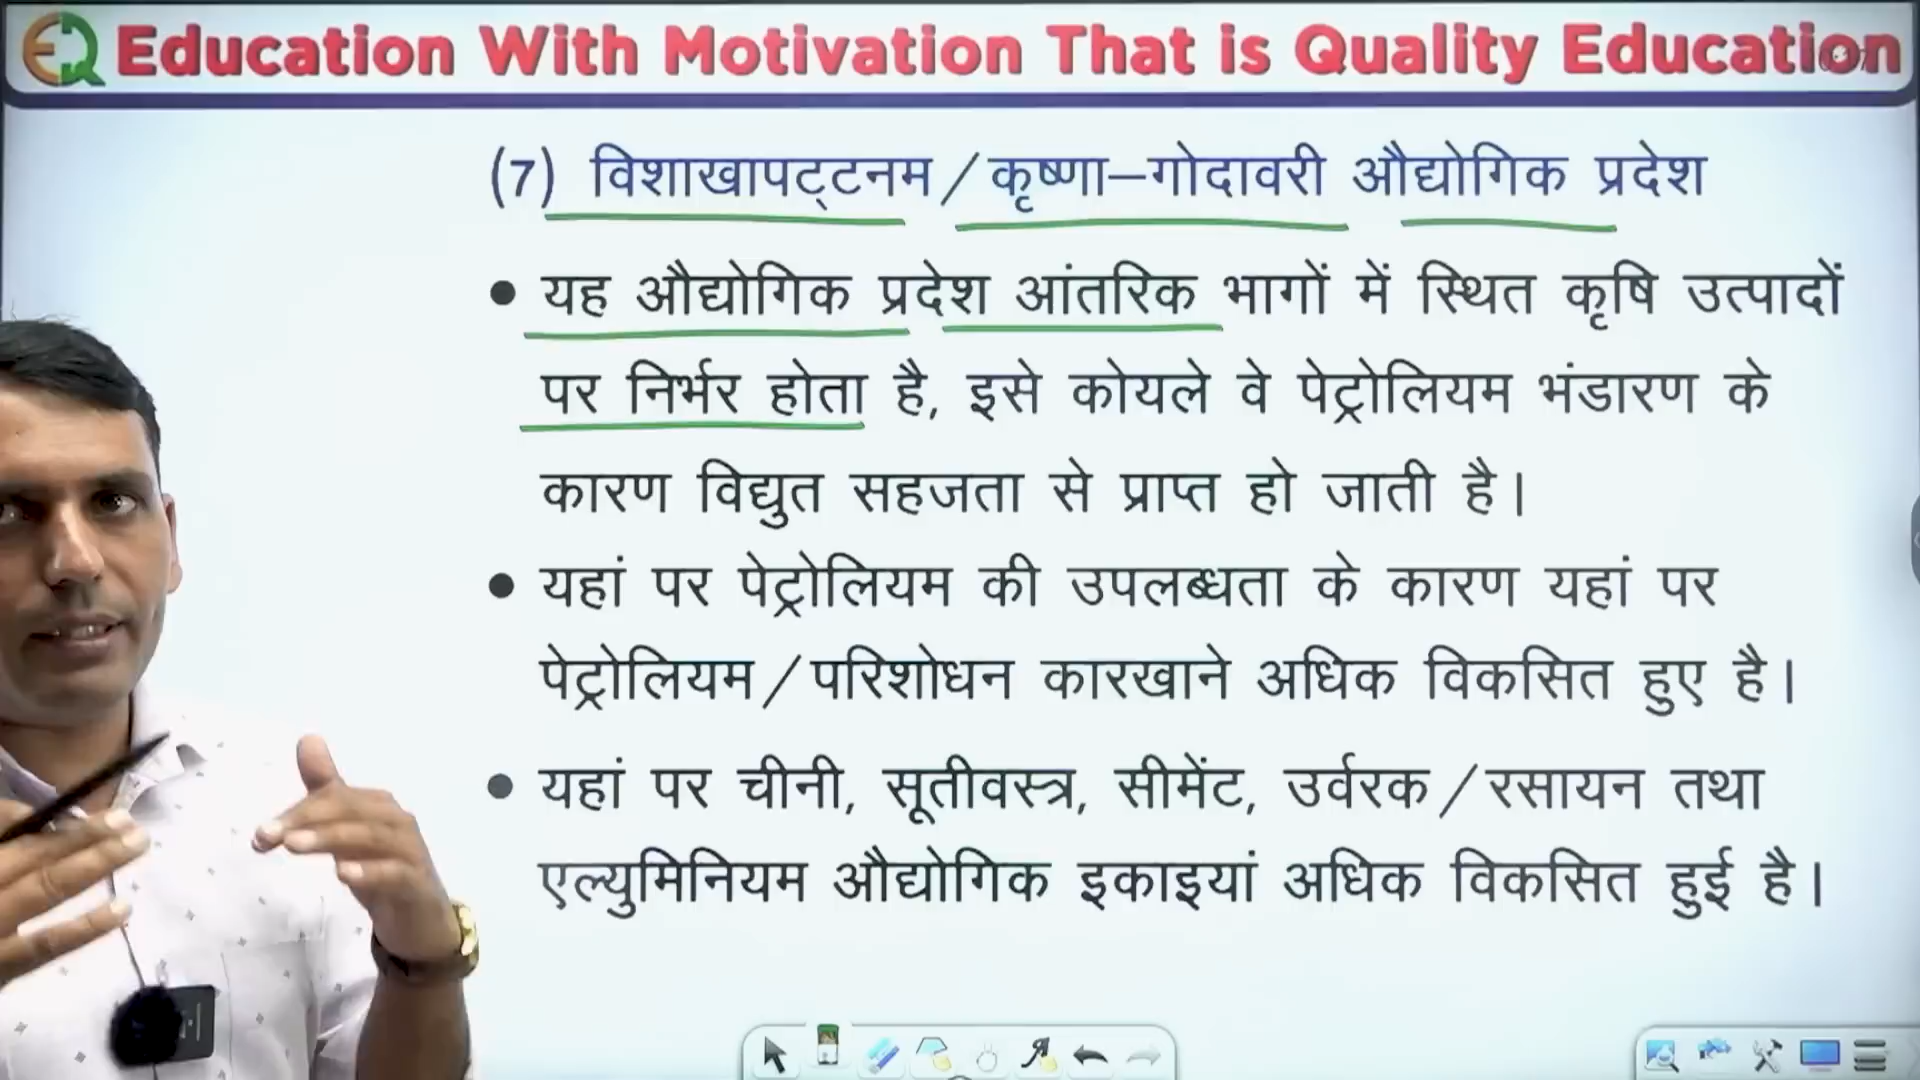 EQ Education With Motivation That is Quality Education
(7) विशाखापट्टनम/कृष्णा–गोदावरी औद्योगिक प्रदेश
• यह औद्योगिक प्रदेश आंतरिक भागों में स्थित कृषि उत्पादों
पर निर्भर होता है, इसे कोयले वे पेट्रोलियम भंडारण के
कारण विद्युत सहजता से प्राप्त हो जाती है।
• यहां पर पेट्रोलियम की उपलब्धता के कारण यहां पर
पेट्रोलियम/परिशोधन कारखाने अधिक विकसित हुए है।
• यहां पर चीनी, सूतीवस्त्र, सीमेंट, उर्वरक/रसायन तथा
एल्युमिनियम औद्योगिक इकाइयां अधिक विकसित हुई है।